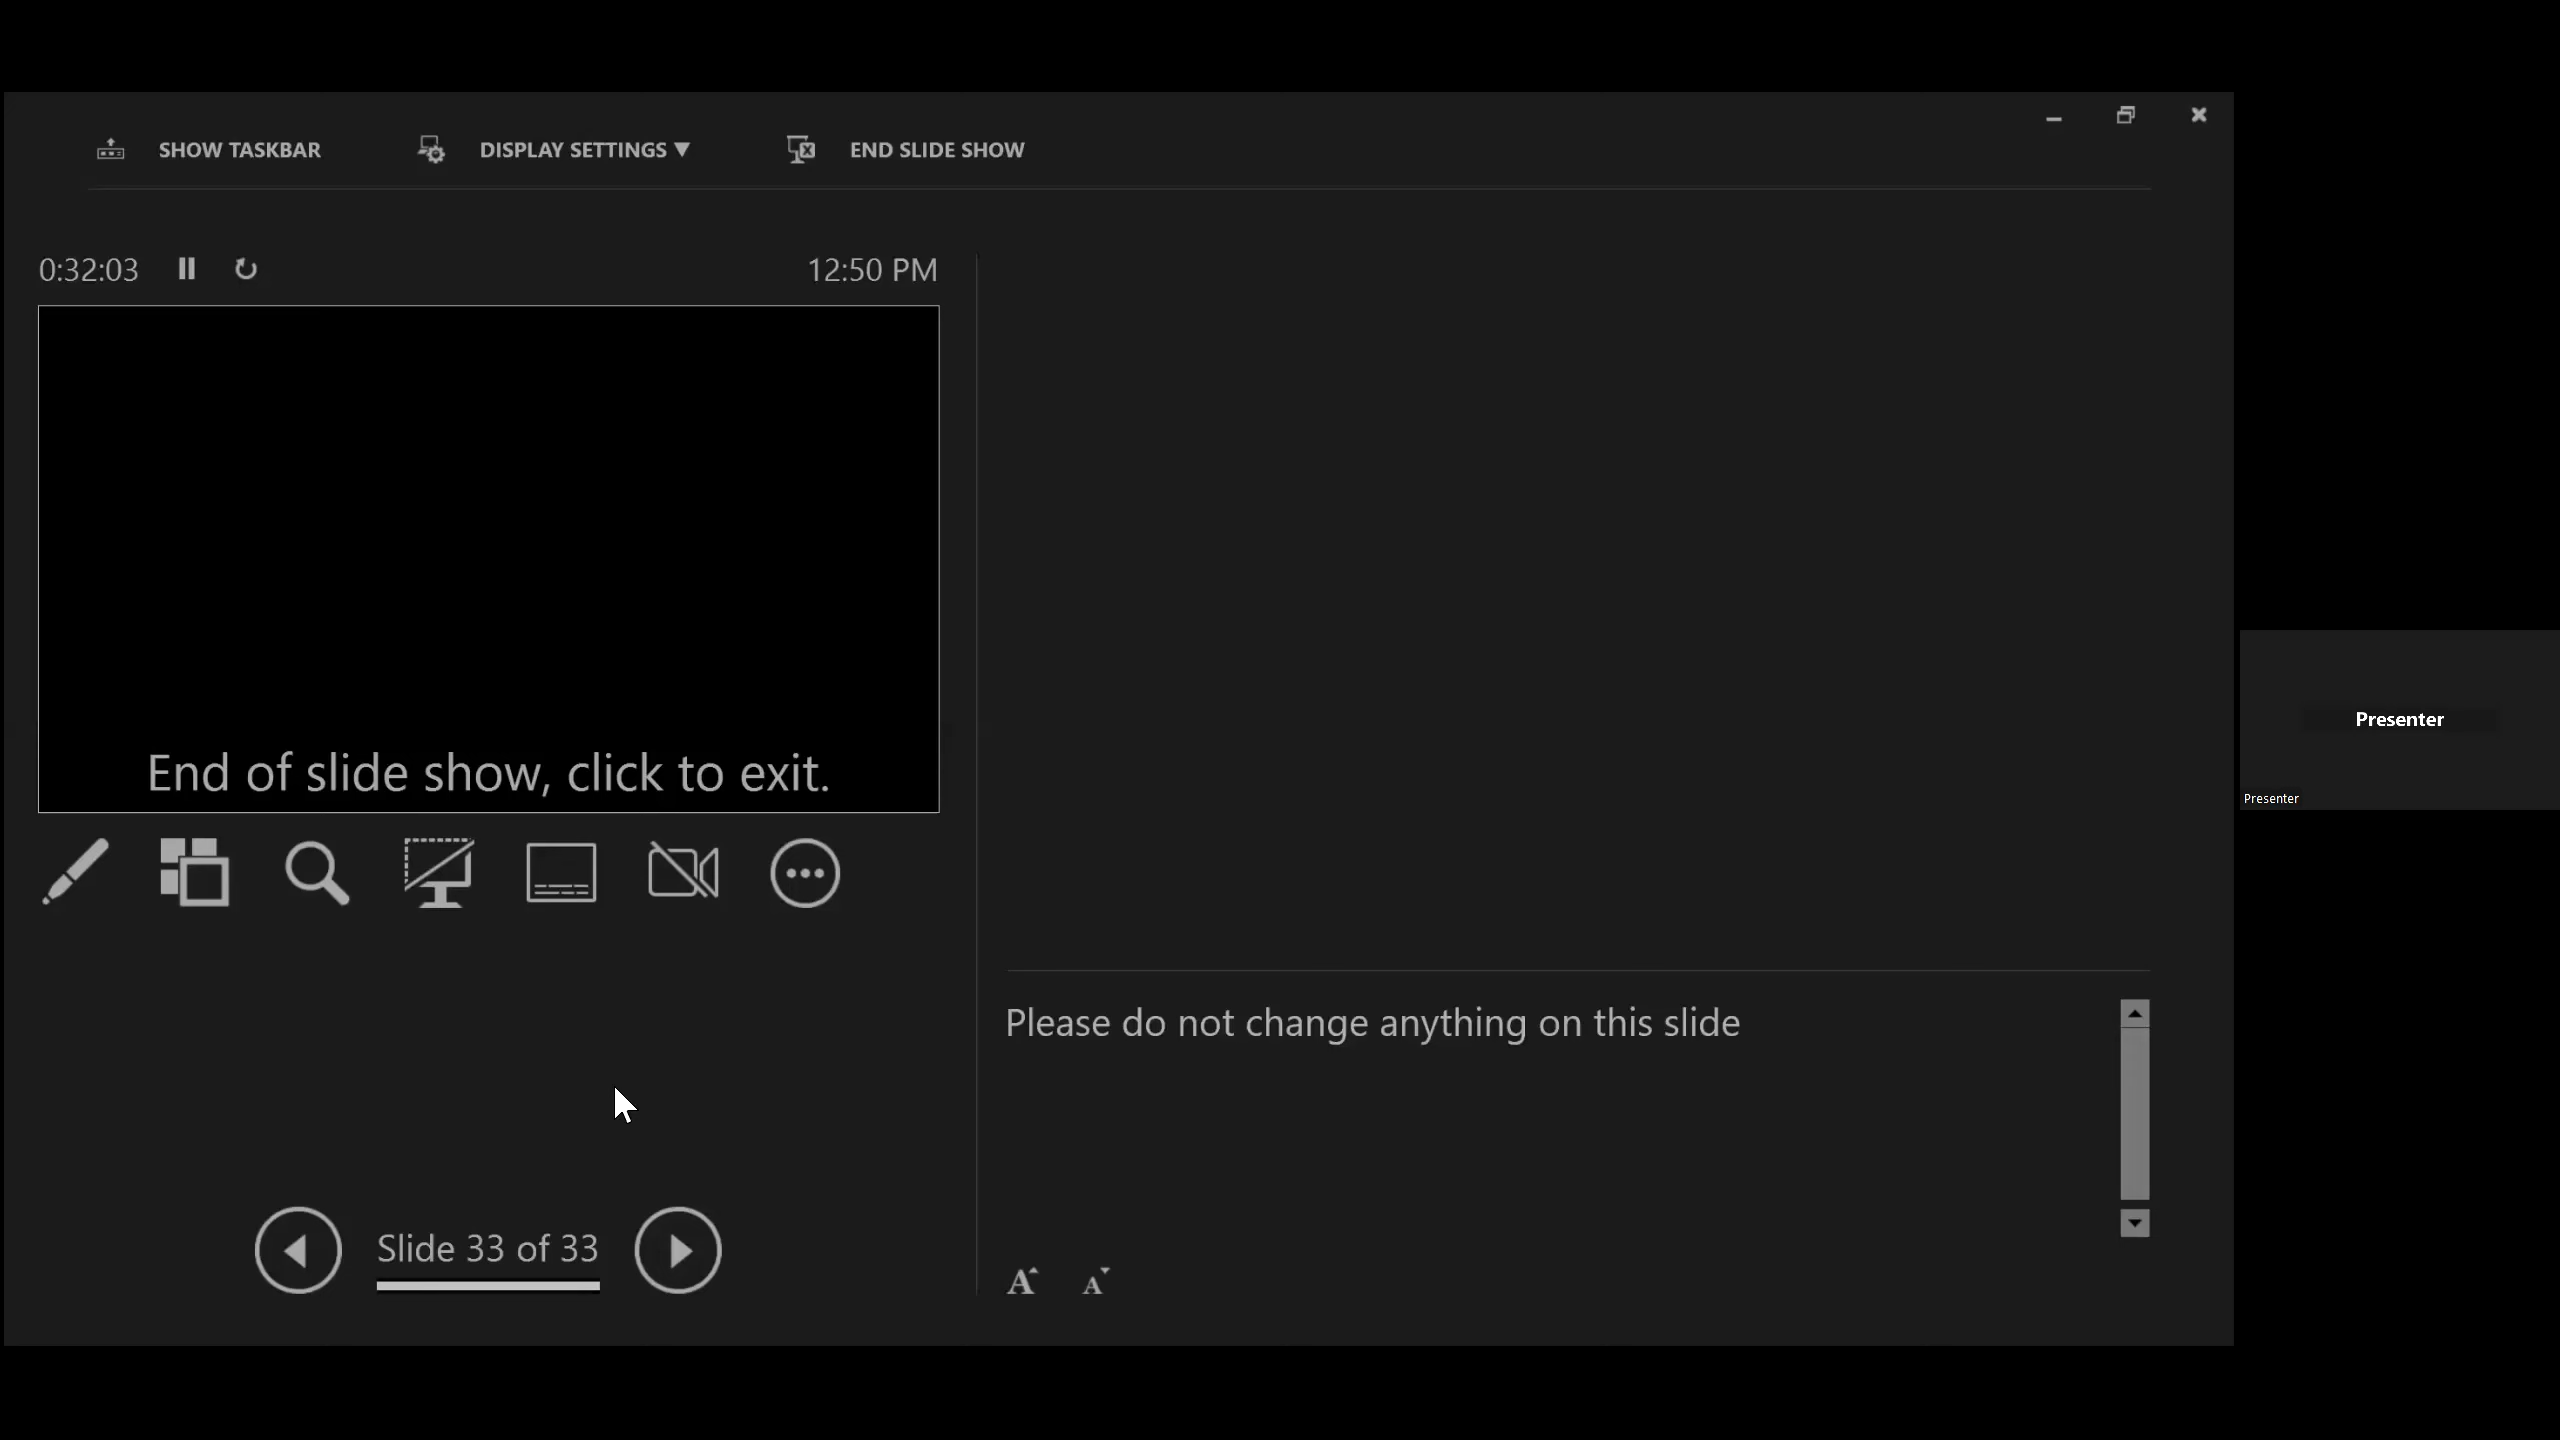 SHOW TASKBAR
DISPLAY SETTINGS ▼
END SLIDE SHOW
0:32:03
12:50 PM
End of slide show, click to exit.
Slide 33 of 33
Please do not change anything on this slide
A A
Presenter
Presenter